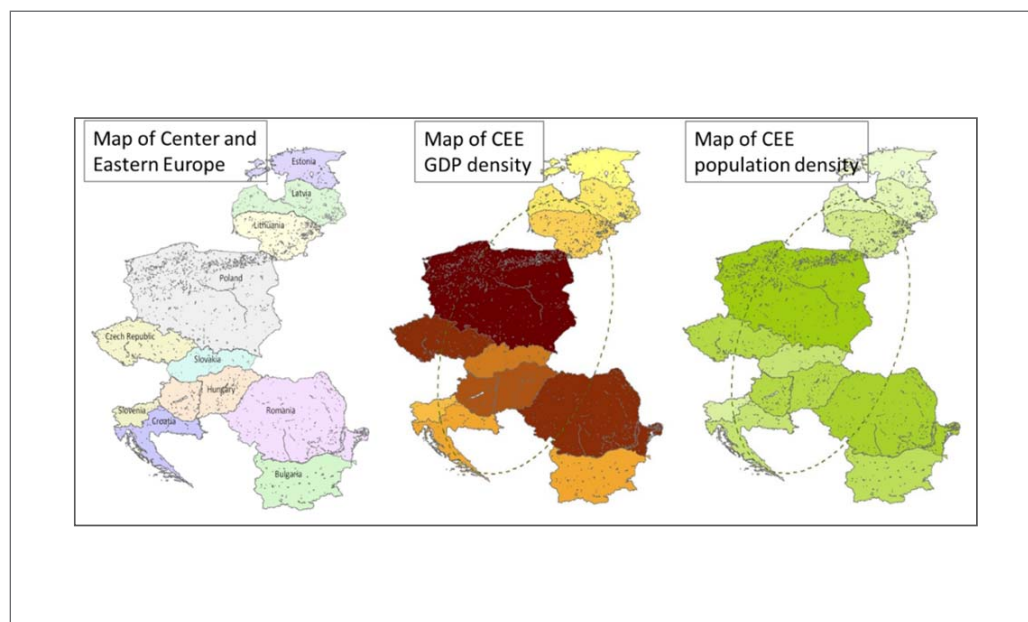 Map of Center and
Eastern Europe
Map of CEE
GDP density
Map of CEE
population density
Estonia
Latvia
Lithuania
Poland
Czech Republic
Slovakia
Hungary
Slovenia
Romania
Croatia
Bulgaria